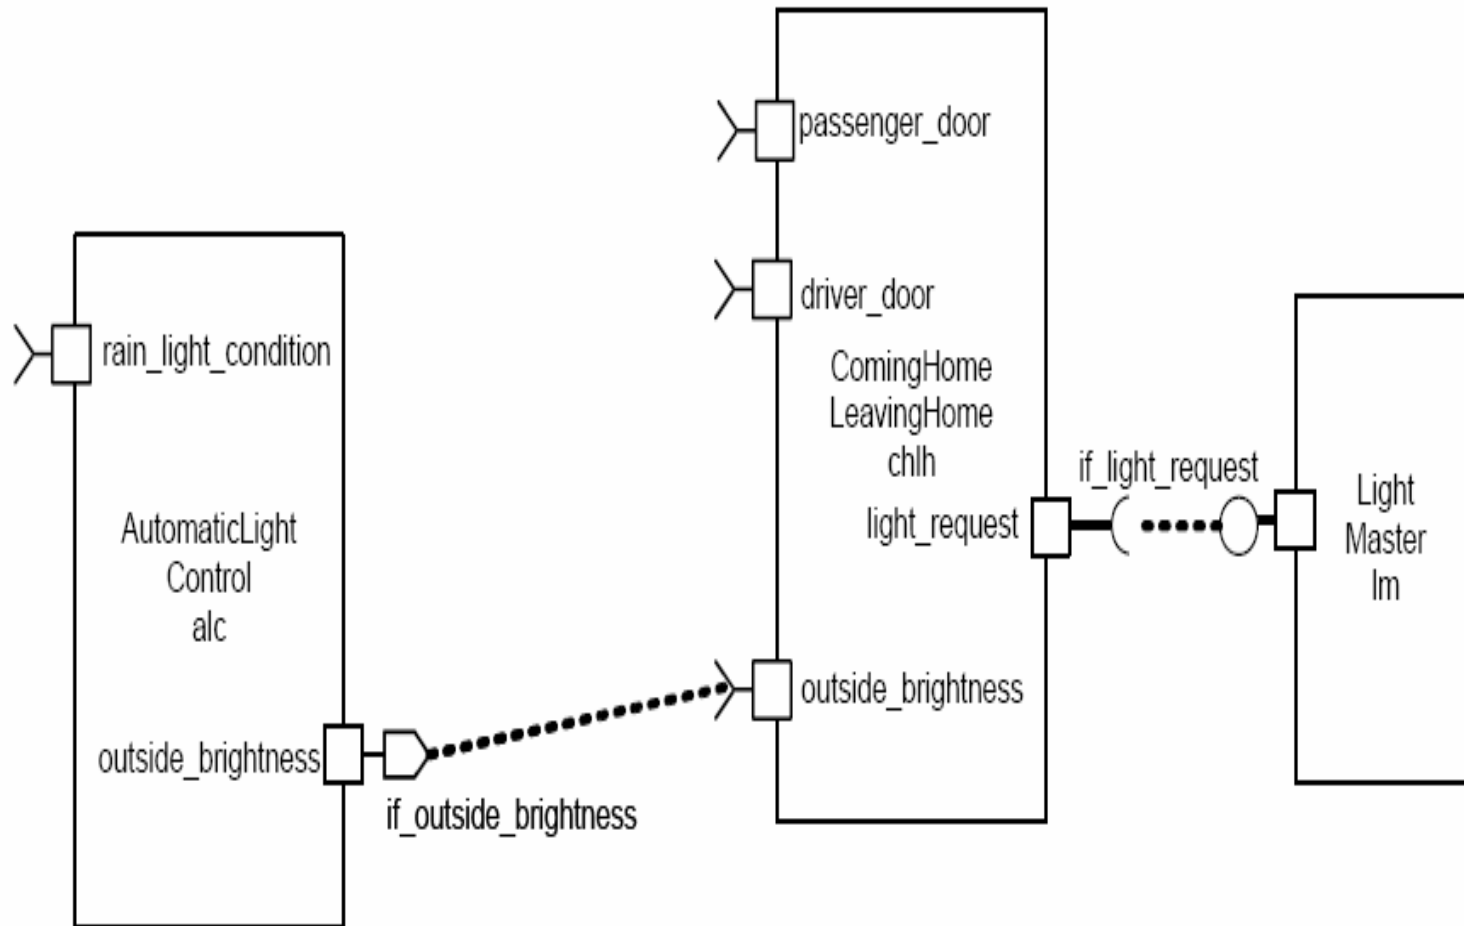 passenger_door
driver_door
rain_light_condition
ComingHome
LeavingHome
chlh
if_light_request
light_request
Light
Master
lm
AutomaticLight
Control
alc
outside_brightness
outside_brightness
if_outside_brightness